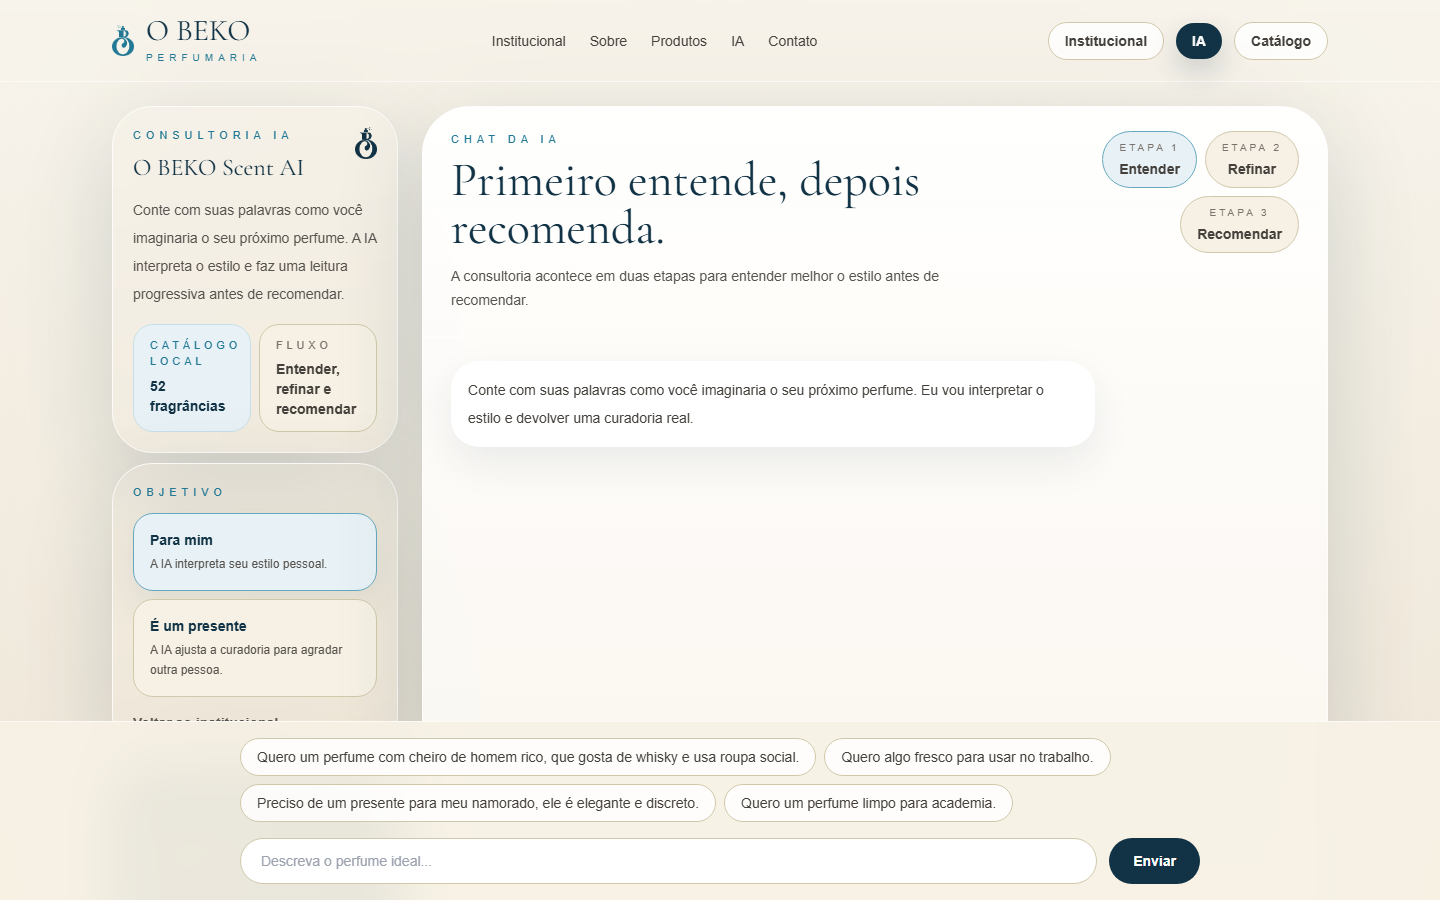 O BEKO
PERFUMARIA
Institucional Sobre Produtos IA Contato
Institucional IA Catálogo
CONSULTORIA IA
O BEKO Scent AI
Conte com suas palavras como você
imaginaria o seu próximo perfume. A IA
interpreta o estilo e faz uma leitura
progressiva antes de recomendar.
CATÁLOGO
LOCAL
52
fragrâncias
FLUXO
Entender,
refinar e
recomendar
OBJETIVO
Para mim
A IA interpreta seu estilo pessoal.
É um presente
A IA ajusta a curadoria para agradar
outra pessoa.
Voltar ao institucional
CHAT DA IA
Primeiro entende, depois
recomenda.
A consultoria acontece em duas etapas para entender melhor o estilo antes de
recomendar.
ETAPA 1
Entender
ETAPA 2
Refinar
ETAPA 3
Recomendar
Conte com suas palavras como você imaginaria o seu próximo perfume. Eu vou interpretar o
estilo e devolver uma curadoria real.
Quero um perfume com cheiro de homem rico, que gosta de whisky e usa roupa social.
Quero algo fresco para usar no trabalho.
Preciso de um presente para meu namorado, ele é elegante e discreto.
Quero um perfume limpo para academia.
Descreva o perfume ideal...
Enviar